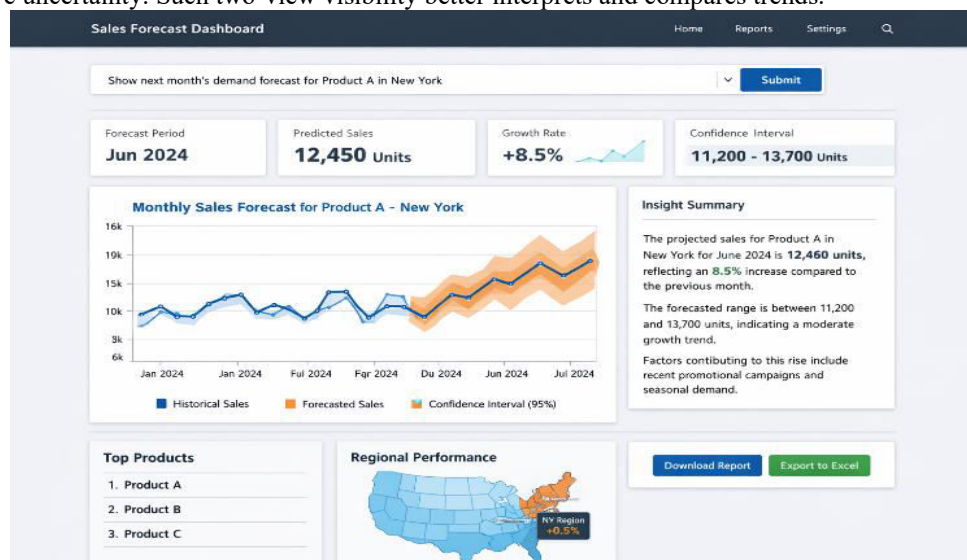 e uncertainty. Such two-view visibility better interprets and compares trends.
Sales Forecast Dashboard
Home Reports Settings
Show next month's demand forecast for Product A in New York
Submit
Forecast Period
Jun 2024
Predicted Sales
12,450 Units
Growth Rate
+8.5%
Confidence Interval
11,200 - 13,700 Units
Monthly Sales Forecast for Product A - New York
16k
19k
15k
10k
3k
6k
Jan 2024 Jan 2024 Ful 2024 Fqr 2024 Du 2024 Jun 2024 Jul 2024
Historical Sales Forecasted Sales Confidence Interval (95%)
Insight Summary
The projected sales for Product A in
New York for June 2024 is 12,460 units,
reflecting an 8.5% increase compared to
the previous month.
The forecasted range is between 11,200
and 13,700 units, indicating a moderate
growth trend.
Factors contibuting to this rise include
recent promotional campaigns and
seasonal demand.
Top Products
1. Product A
2. Product B
3. Product C
Regional Performance
NY Region
+0.5%
Download Report
Export to Excel